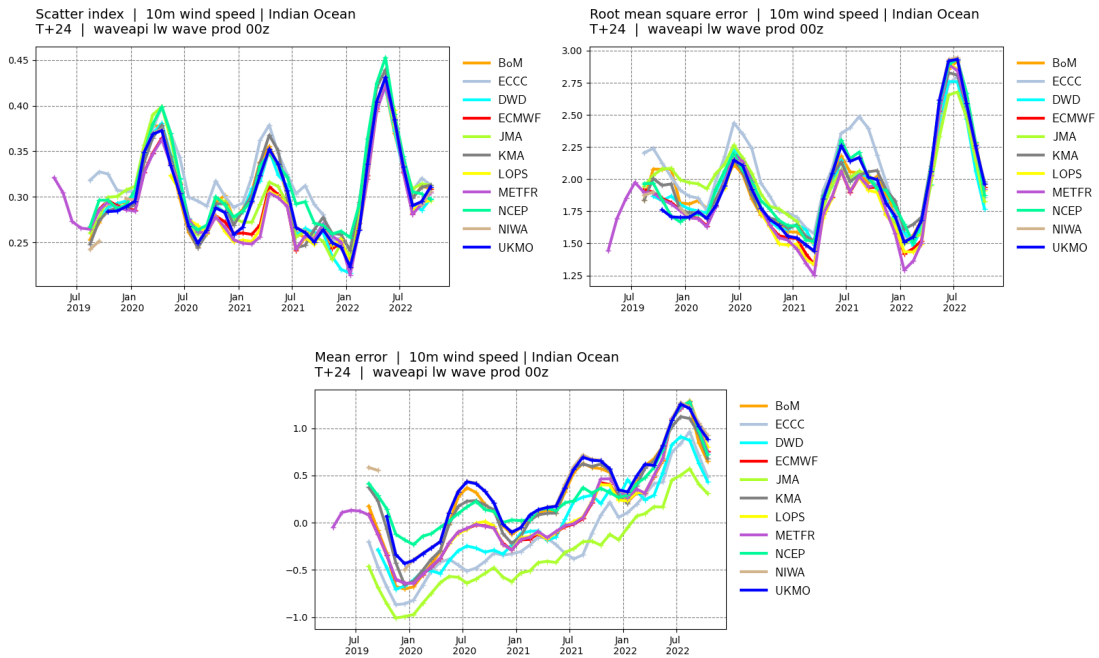 Scatter index | 10m wind speed | Indian Ocean
T+24 | waveapi lw wave prod 00z
0.45
0.40
0.35
0.30
0.25
Jul 2019
Jan 2020
Jul 2020
Jan 2021
Jul 2021
Jan 2022
Jul 2022
BoM
ECCC
DWD
ECMWF
JMA
KMA
LOPS
METFR
NCEP
NIWA
UKMO
Root mean square error | 10m wind speed | Indian Ocean
T+24 | waveapi lw wave prod 00z
3.00
2.75
2.50
2.25
2.00
1.75
1.50
1.25
Jul 2019
Jan 2020
Jul 2020
Jan 2021
Jul 2021
Jan 2022
Jul 2022
BoM
ECCC
DWD
ECMWF
JMA
KMA
LOPS
METFR
NCEP
NIWA
UKMO
Mean error | 10m wind speed | Indian Ocean
T+24 | waveapi lw wave prod 00z
1.0
0.5
0.0
−0.5
−1.0
Jul 2019
Jan 2020
Jul 2020
Jan 2021
Jul 2021
Jan 2022
Jul 2022
BoM
ECCC
DWD
ECMWF
JMA
KMA
LOPS
METFR
NCEP
NIWA
UKMO